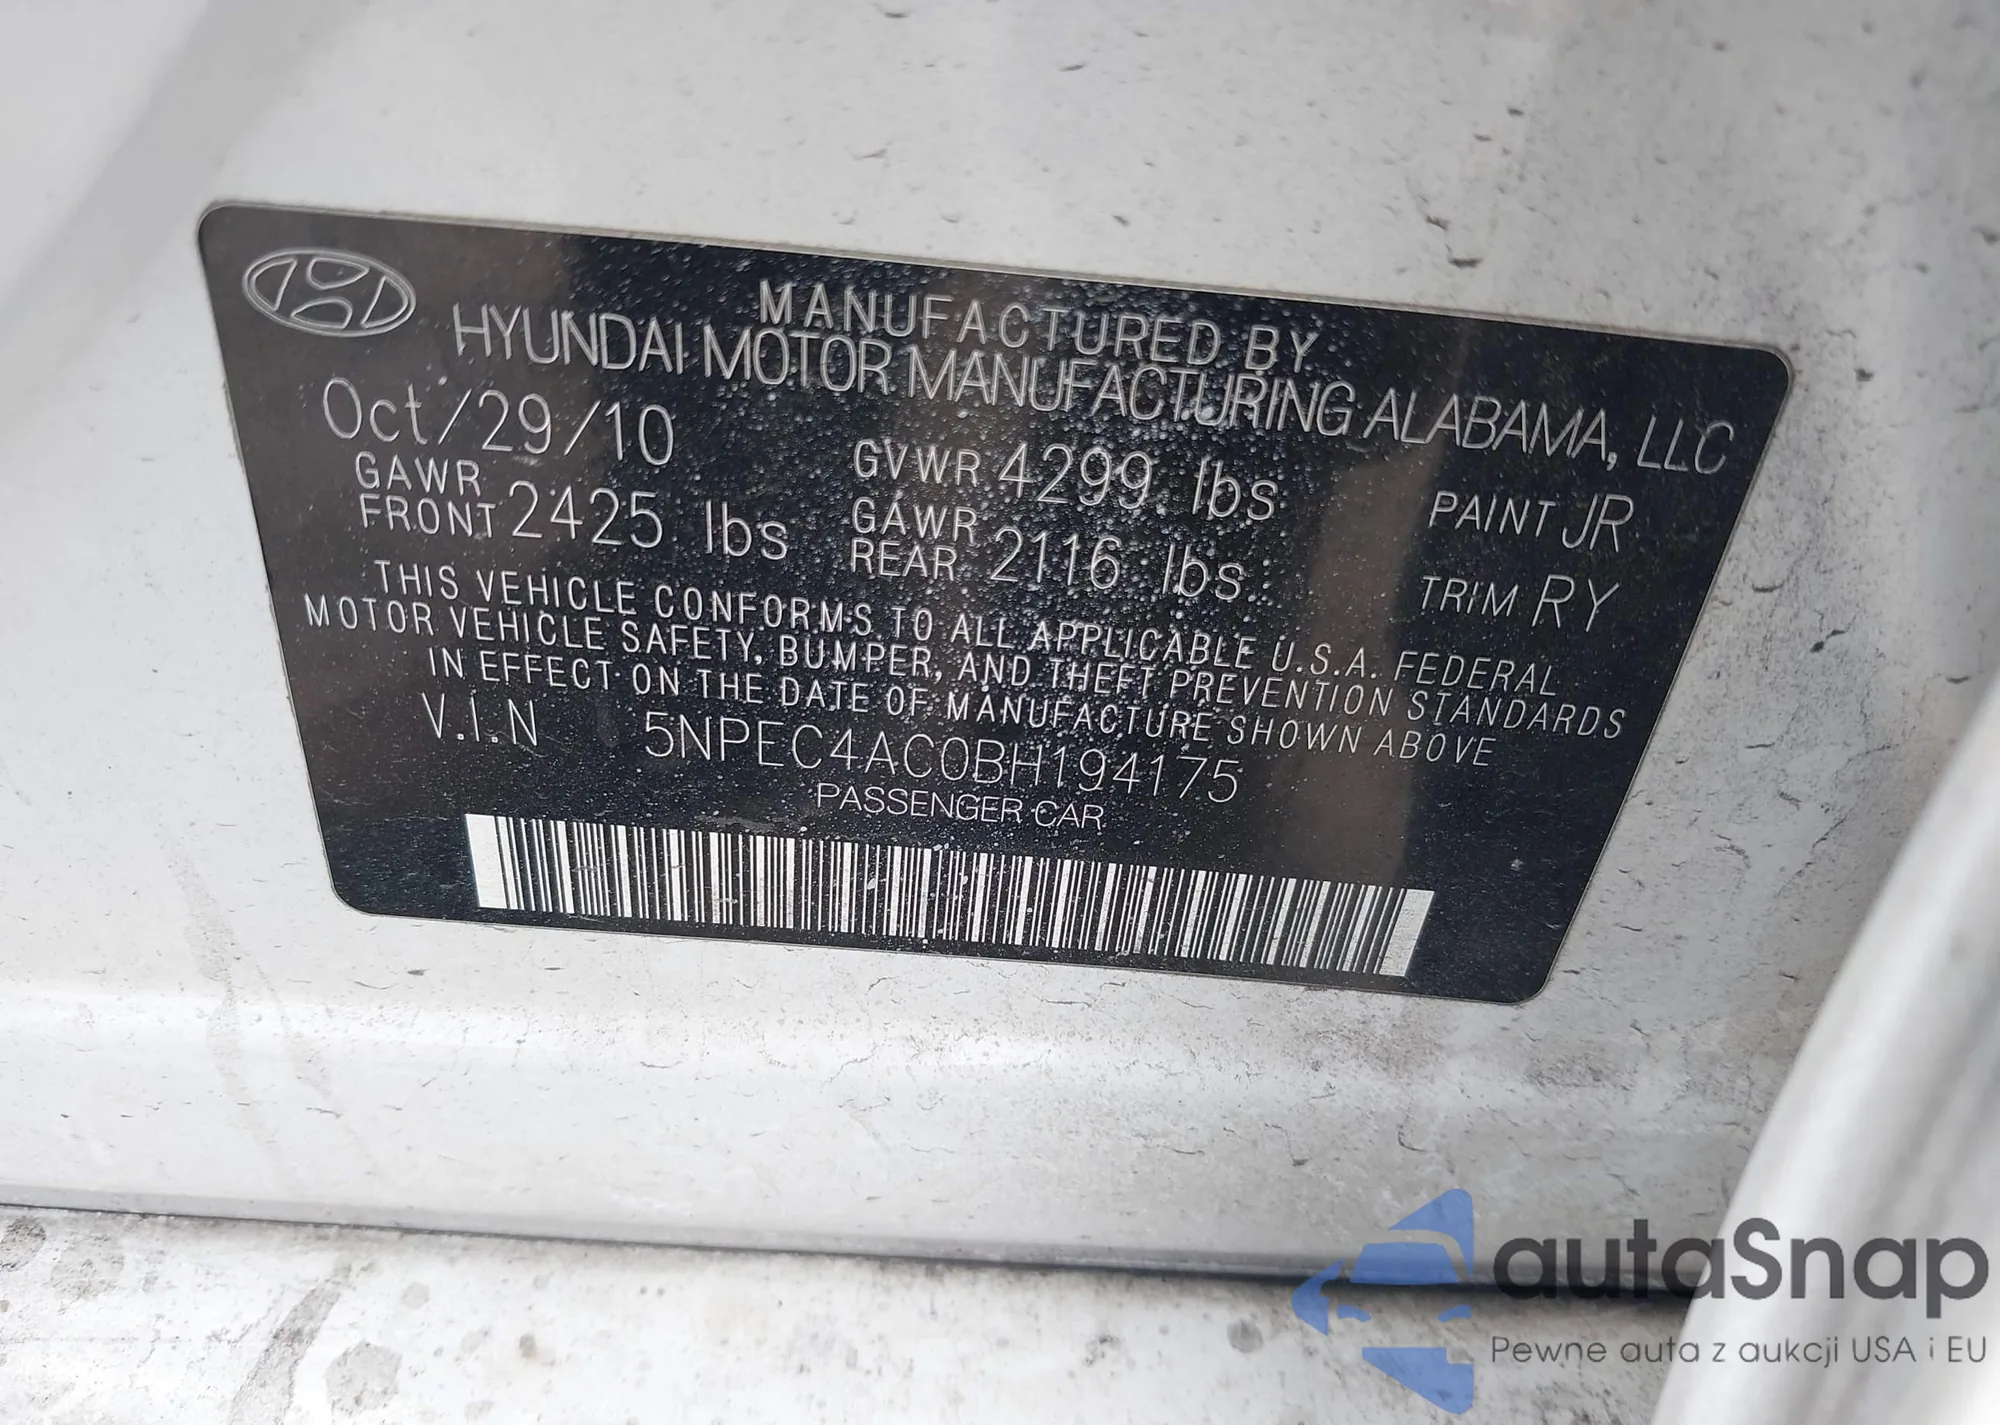 MANUFACTURED BY
HYUNDAI MOTOR MANUFACTURING ALABAMA, LLC
Oct/29/10 GVWR 4299 lbs PAINT JR
GAWR FRONT 2425 lbs GAWR REAR 2116 lbs TRIM RY
THIS VEHICLE CONFORMS TO ALL APPLICABLE U.S.A. FEDERAL
MOTOR VEHICLE SAFETY, BUMPER, AND THEFT PREVENTION STANDARDS
IN EFFECT ON THE DATE OF MANUFACTURE SHOWN ABOVE
V.I.N 5NPEC4AC0BH194175
PASSENGER CAR
autaSnap
Pewne auta z aukcji USA i EU